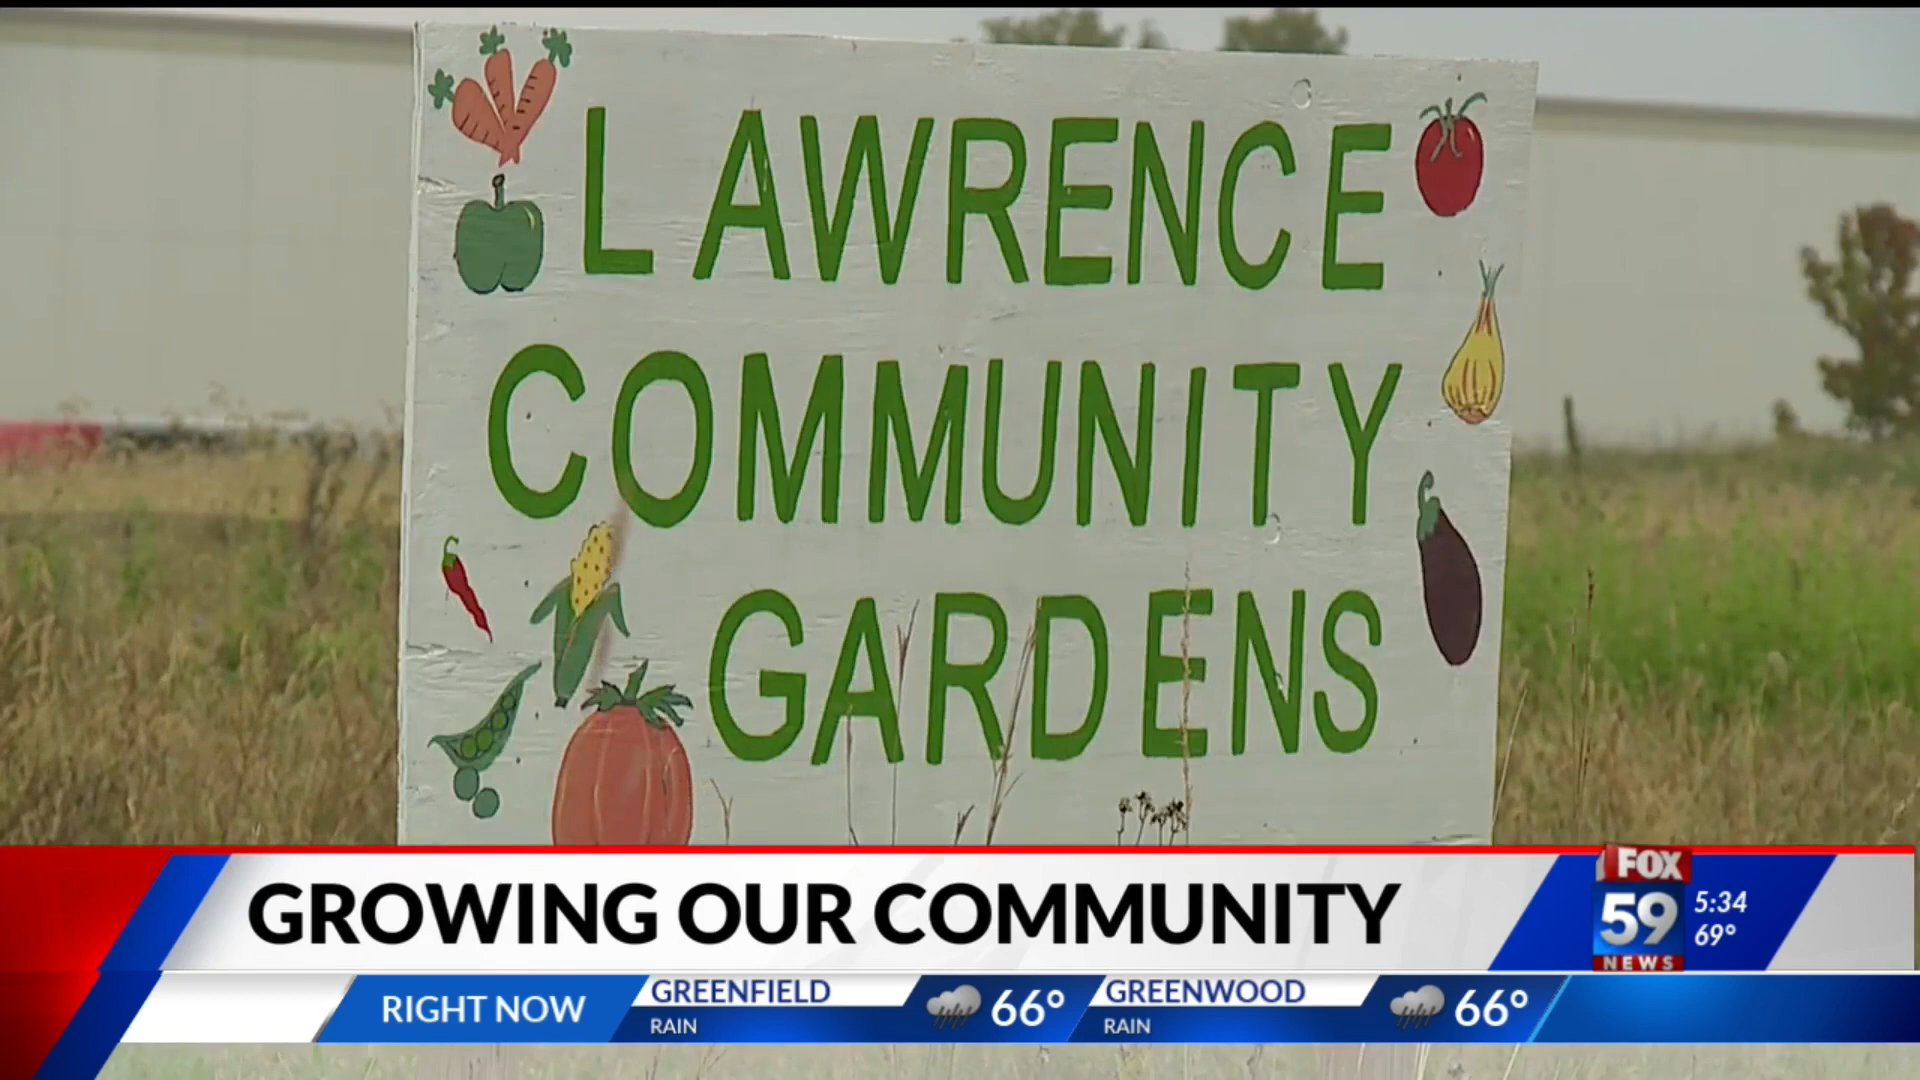 LAWRENCE
COMMUNITY
GARDENS
GROWING OUR COMMUNITY
FOX
59
NEWS
5:34
69°
RIGHT NOW
GREENFIELD
RAIN
66°
GREENWOOD
RAIN
66°